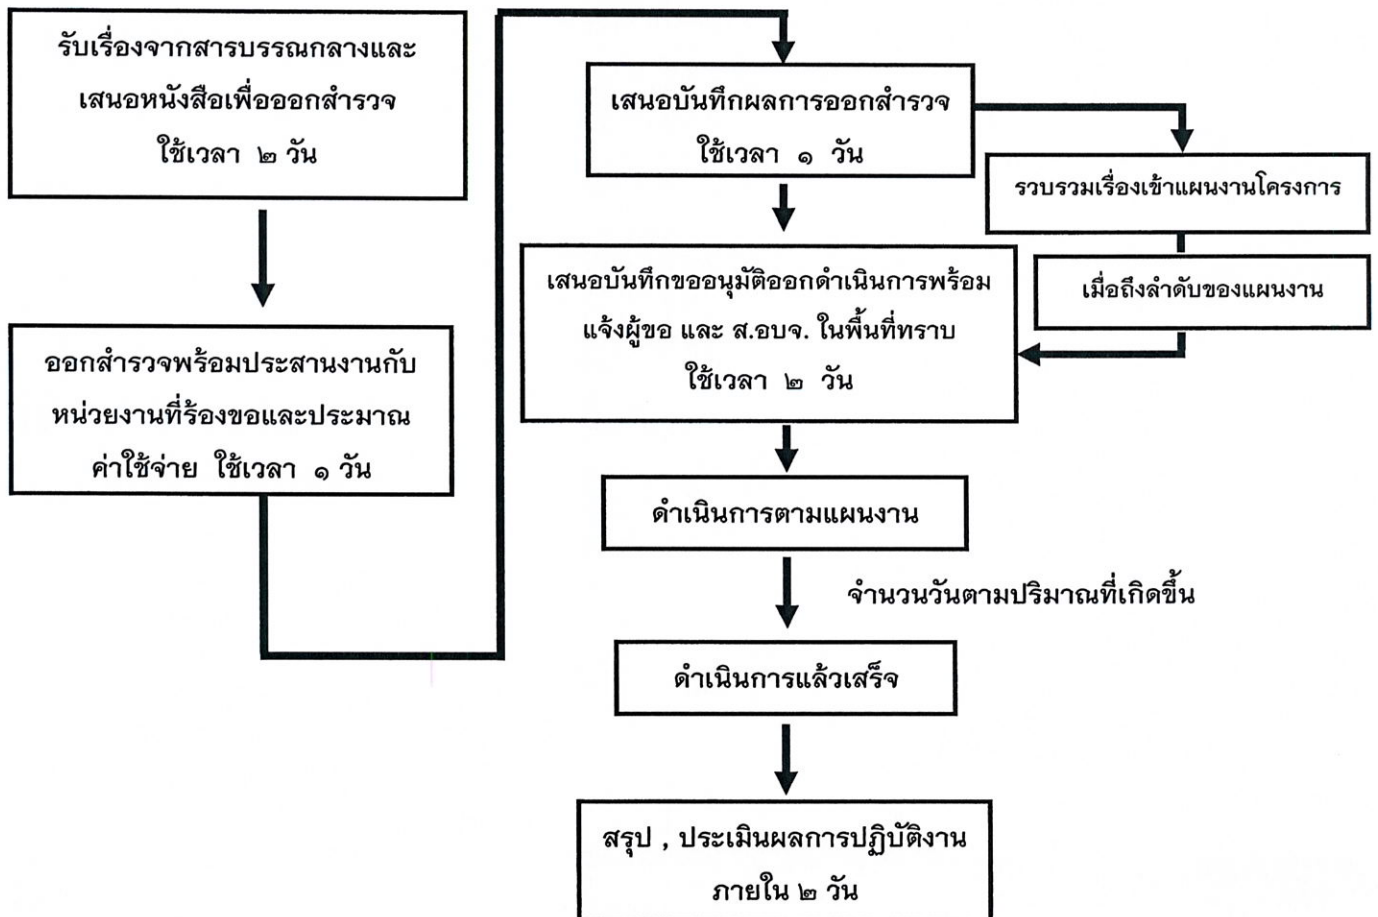 รับเรื่องจากสารบรรณกลางและ
เสนอหนังสือเพื่อออกสำรวจ
ใช้เวลา ๒ วัน
ออกสำรวจพร้อมประสานงานกับ
หน่วยงานที่ร้องขอและประมาณ
ค่าใช้จ่าย ใช้เวลา ๑ วัน
เสนอบันทึกผลการออกสำรวจ
ใช้เวลา ๑ วัน
รวบรวมเรื่องเข้าแผนงานโครงการ
เมื่อถึงลำดับของแผนงาน
เสนอบันทึกขออนุมัติออกดำเนินการพร้อม
แจ้งผู้ขอ และ ส.อบจ. ในพื้นที่ทราบ
ใช้เวลา ๒ วัน
ดำเนินการตามแผนงาน
จำนวนวันตามปริมาณที่เกิดขึ้น
ดำเนินการแล้วเสร็จ
สรุป , ประเมินผลการปฏิบัติงาน
ภายใน ๒ วัน